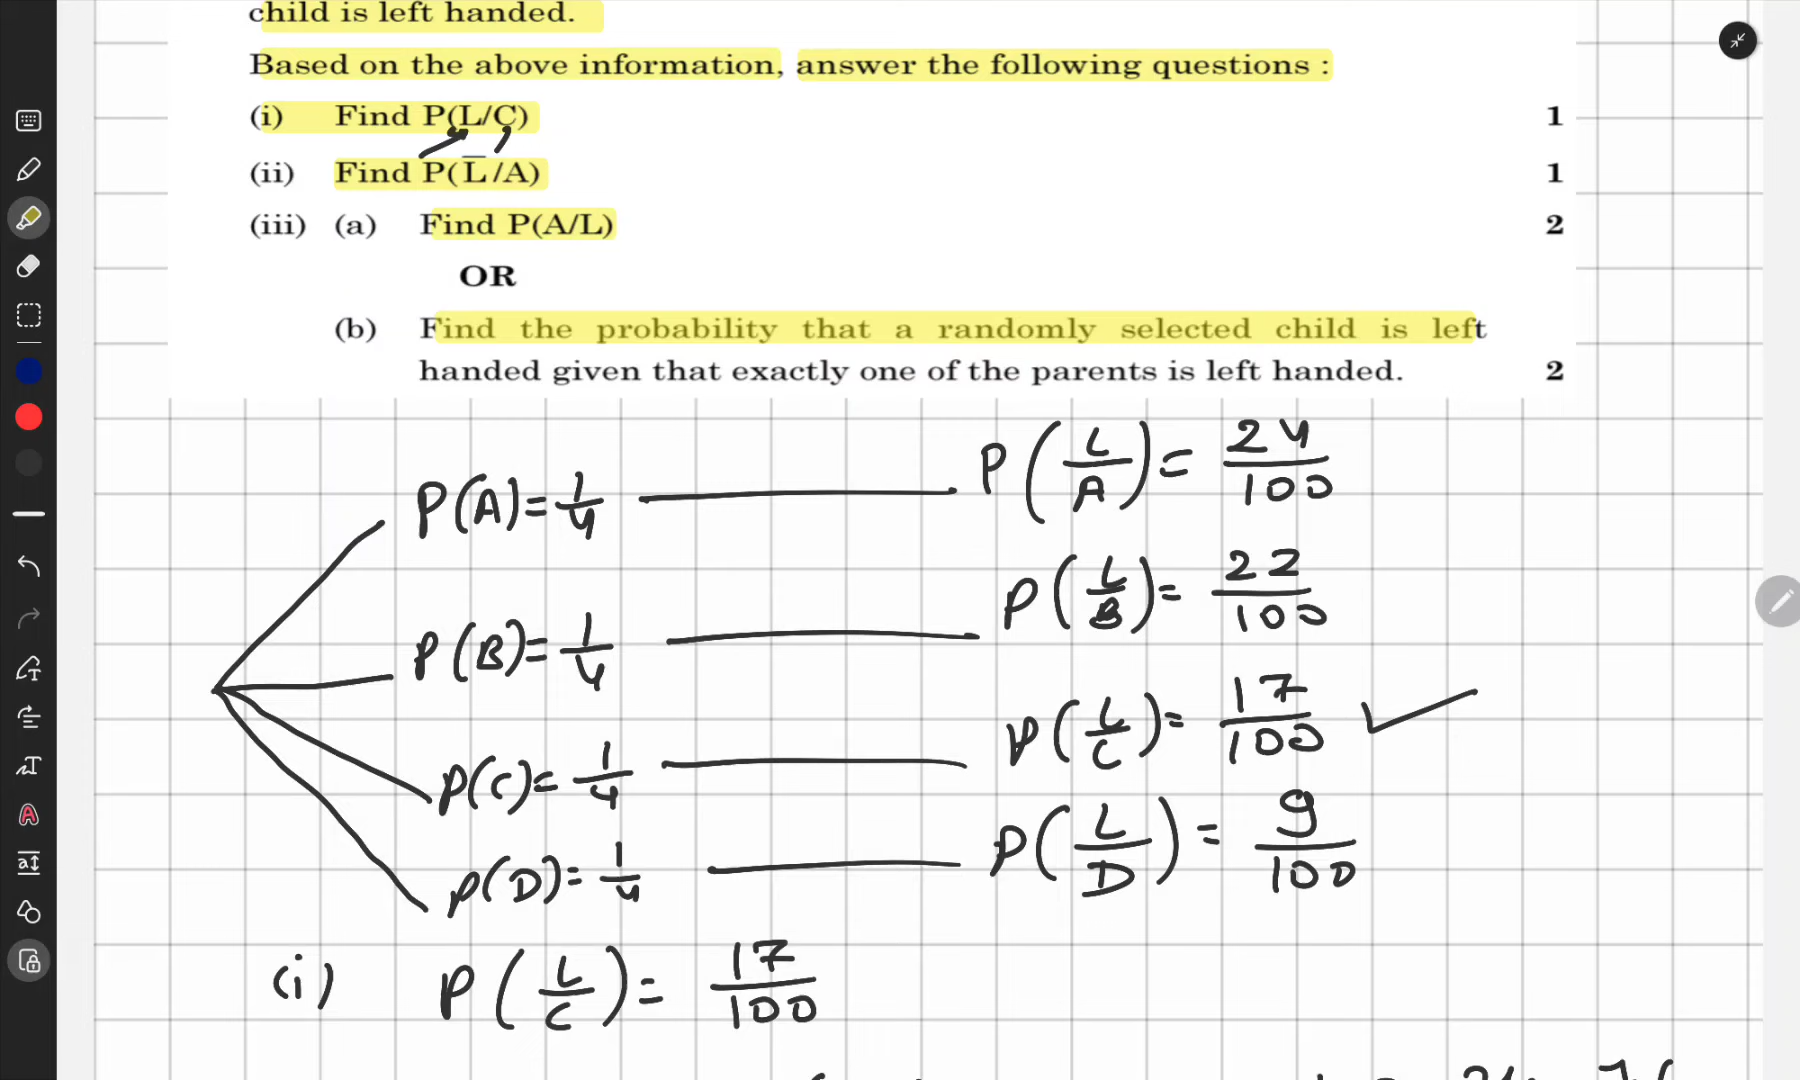 child is left handed.
Based on the above information, answer the following questions :
(i) Find P(L/C) 1
(ii) Find P(L̅/A) 1
(iii) (a) Find P(A/L) 2
OR
(b) Find the probability that a randomly selected child is left
handed given that exactly one of the parents is left handed. 2
P(A)=1/4 P(L/A)=24/100
P(B)=1/4 P(L/B)=22/100
P(C)=1/4 P(L/C)=17/100
P(D)=1/4 P(L/D)=9/100
(i) P(L/C)=17/100